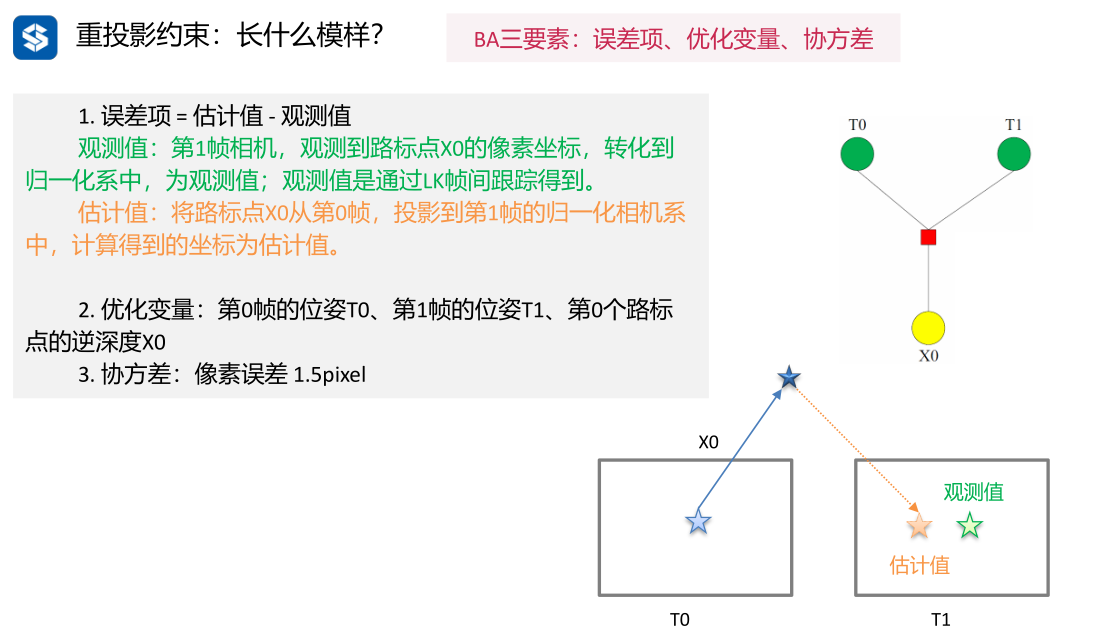 重投影约束：长什么模样？
BA三要素：误差项、优化变量、协方差
1. 误差项 = 估计值 - 观测值
观测值：第1帧相机，观测到路标点X0的像素坐标，转化到
归一化系中，为观测值；观测值是通过LK帧间跟踪得到。
估计值：将路标点X0从第0帧，投影到第1帧的归一化相机系
中，计算得到的坐标为估计值。
2. 优化变量：第0帧的位姿T0、第1帧的位姿T1、第0个路标
点的逆深度X0
3. 协方差：像素误差 1.5pixel
T0
T1
X0
X0
观测值
估计值
T0
T1